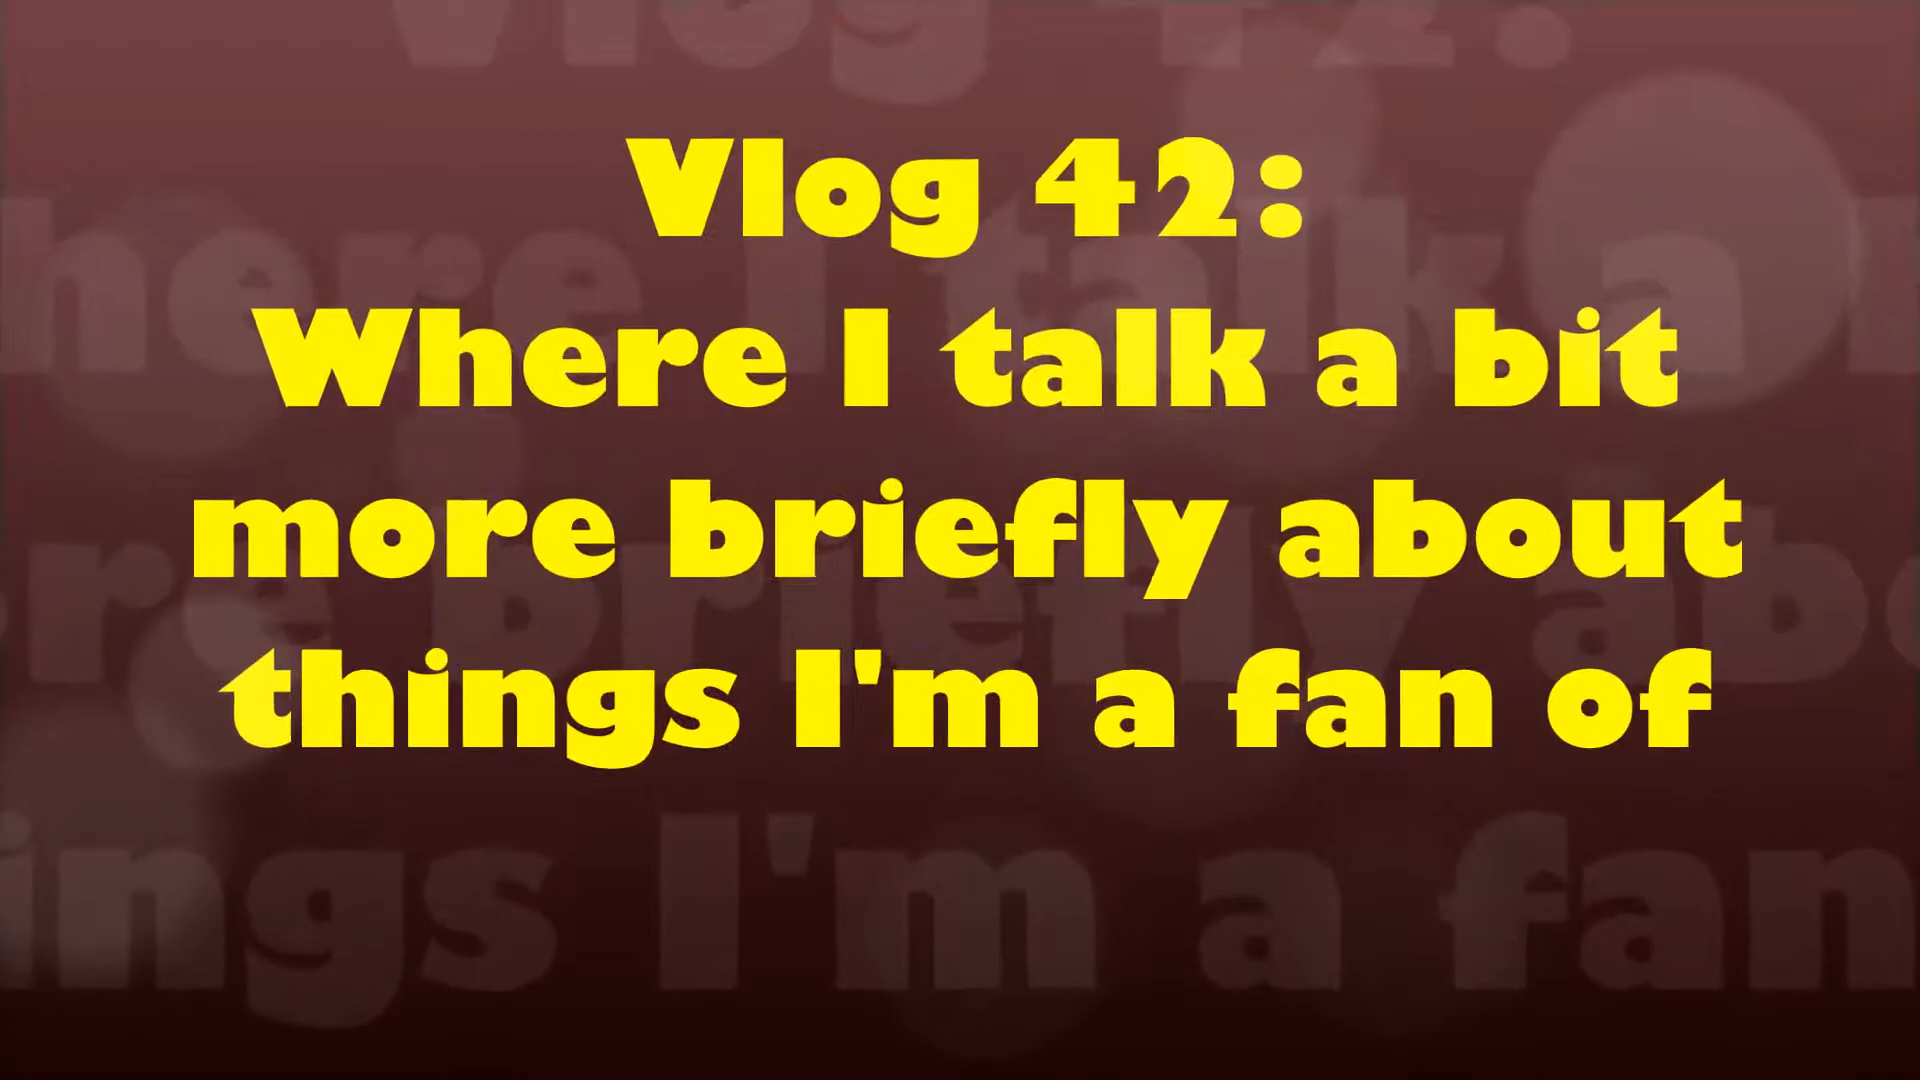 Vlog 42:
Where I talk a bit
more briefly about
things I'm a fan of